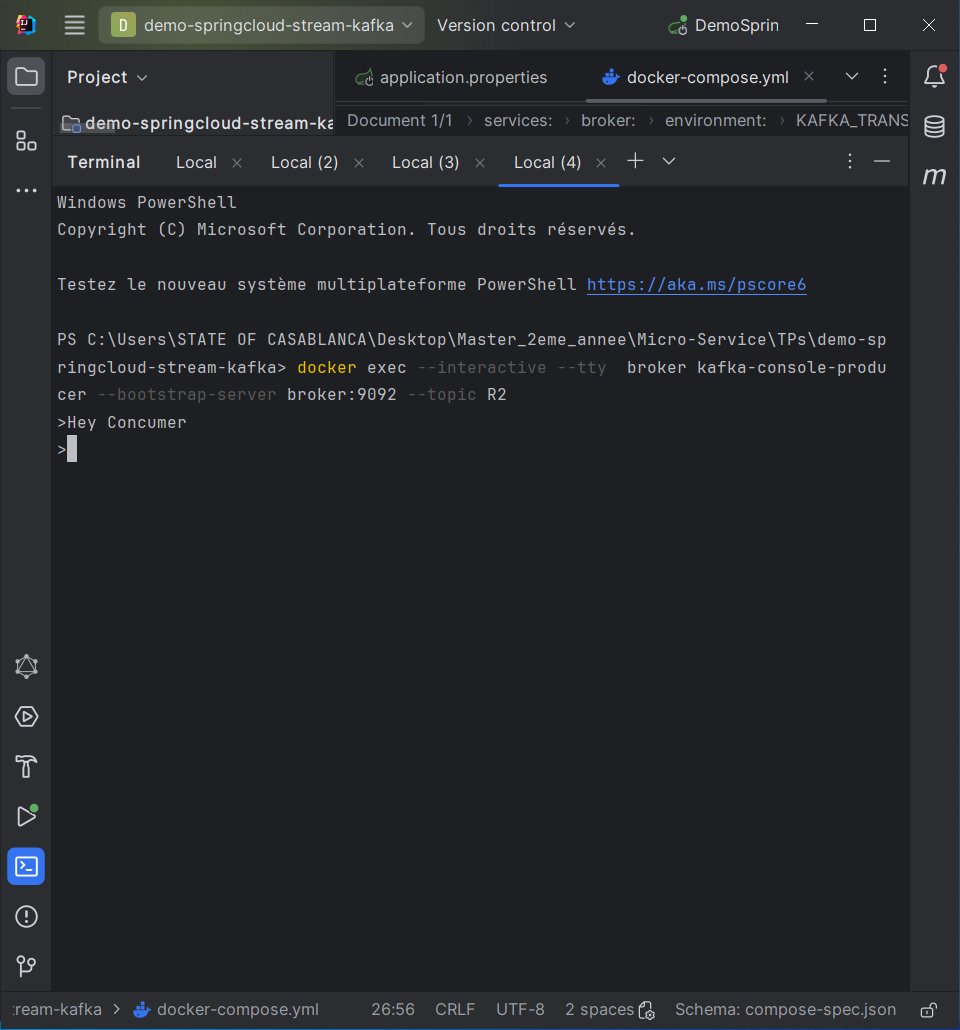 D demo-springcloud-stream-kafka Version control DemoSprin
Project
application.properties docker-compose.yml
demo-springcloud-stream-ka
Document 1/1 services: broker: environment: KAFKA_TRANS
Terminal Local Local (2) Local (3) Local (4)
m
Windows PowerShell
Copyright (C) Microsoft Corporation. Tous droits réservés.
Testez le nouveau système multiplateforme PowerShell https://aka.ms/pscore6
PS C:\Users\STATE OF CASABLANCA\Desktop\Master_2eme_annee\Micro-Service\TPs\demo-sp
ringcloud-stream-kafka> docker exec --interactive --tty  broker kafka-console-produ
cer --bootstrap-server broker:9092 --topic R2
>Hey Concumer
>
:ream-kafka > docker-compose.yml 26:56 CRLF UTF-8 2 spaces Schema: compose-spec.json